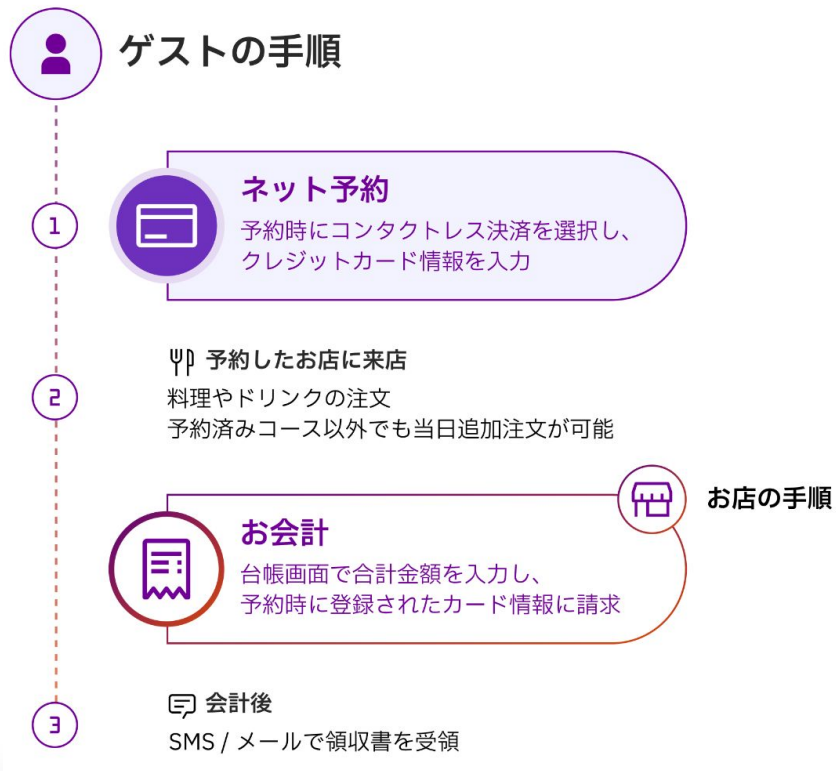 ゲストの手順
1
ネット予約
予約時にコンタクトレス決済を選択し、
クレジットカード情報を入力
2
予約したお店に来店
料理やドリンクの注文
予約済みコース以外でも当日追加注文が可能
お店の手順
お会計
台帳画面で合計金額を入力し、
予約時に登録されたカード情報に請求
3
会計後
SMS / メールで領収書を受領